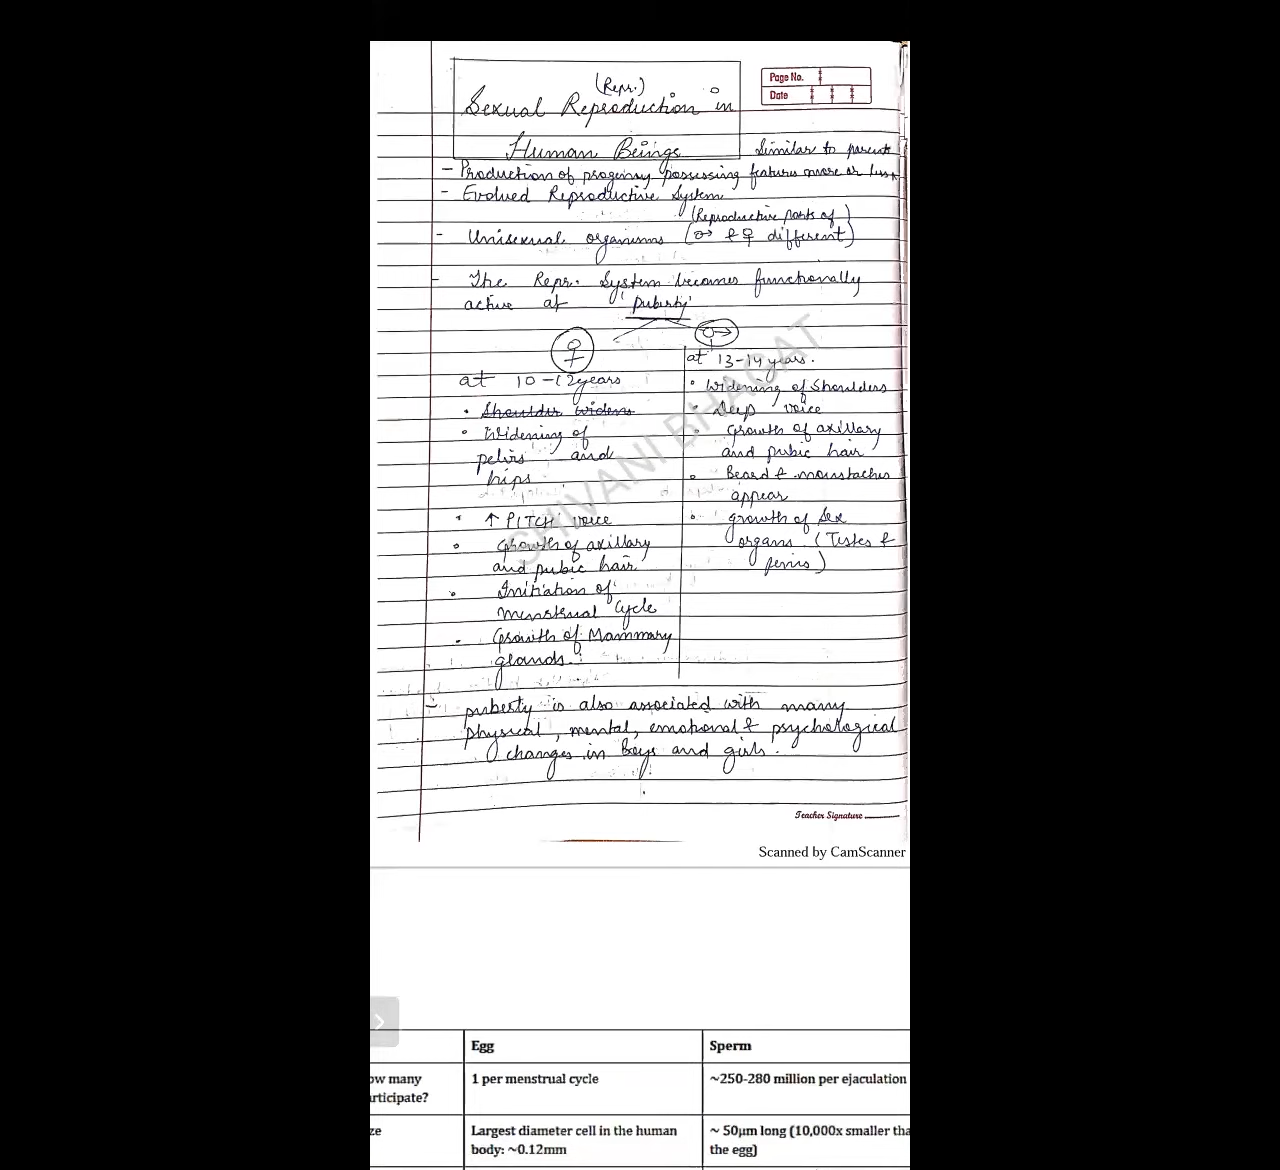 (Repr.)
Sexual Reproduction in
Human Beings
Page No.
Date
Similar to parents
- Production of progeny possessing features more or less
- Evolved Reproductive System
(Reproductive parts of
- Unisexual organisms ♂ & ♀ different)
- The Repr. System becomes functionally
active at 'puberty'
♀
♂
at 10-12 years
at 13-14 years.
• Shoulder widens
• Widening of
pelvis and
hips
• ↑ PITCH voice
• Growth of axillary
and pubic hair
• Initiation of
menstrual cycle
• Growth of Mammary
glands.
• Widening of Shoulders
• Deep voice
• Growth of axillary
and pubic hair
• Beard & moustaches
appear
• Growth of Sex
organs. (Testes &
penis)
SHIVANI BHAGAT
- puberty is also associated with many
physical, mental, emotional & psychological
changes in boys and girls.
Teacher Signature
Scanned by CamScanner
Egg
Sperm
ow many
articipate?
1 per menstrual cycle
~250-280 million per ejaculation
ze
Largest diameter cell in the human
body: ~0.12mm
~ 50µm long (10,000x smaller tha
the egg)